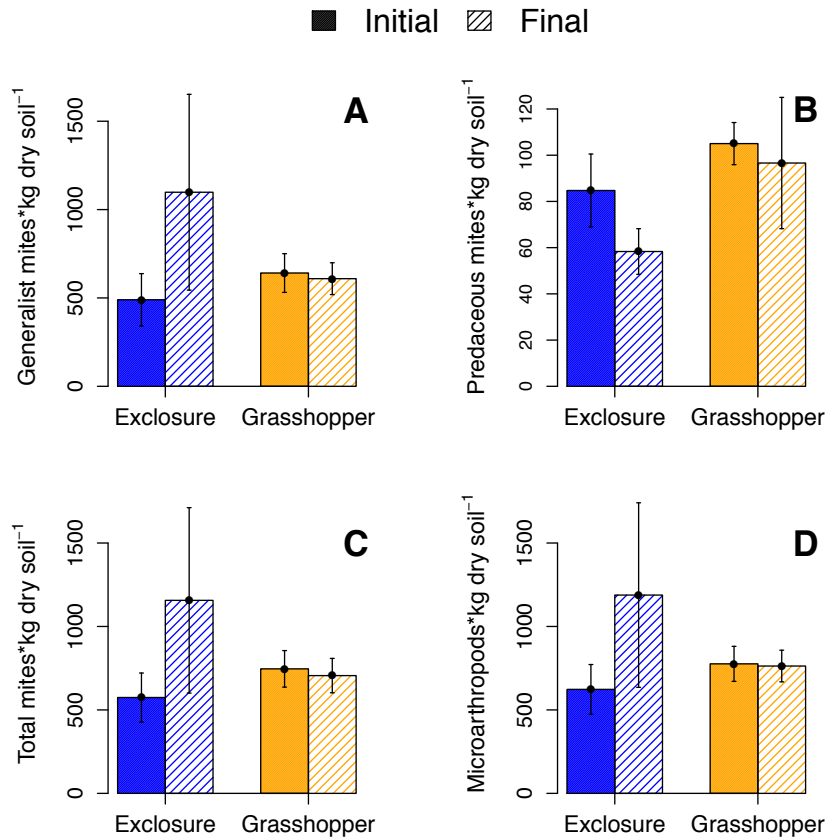 Initial Final
A
Generalist mites*kg dry soil⁻¹
1500
1000
500
0
Exclosure Grasshopper
B
Predaceous mites*kg dry soil⁻¹
120
100
80
60
40
20
0
Exclosure Grasshopper
C
Total mites*kg dry soil⁻¹
1500
1000
500
0
Exclosure Grasshopper
D
Microarthropods*kg dry soil⁻¹
1500
1000
500
0
Exclosure Grasshopper